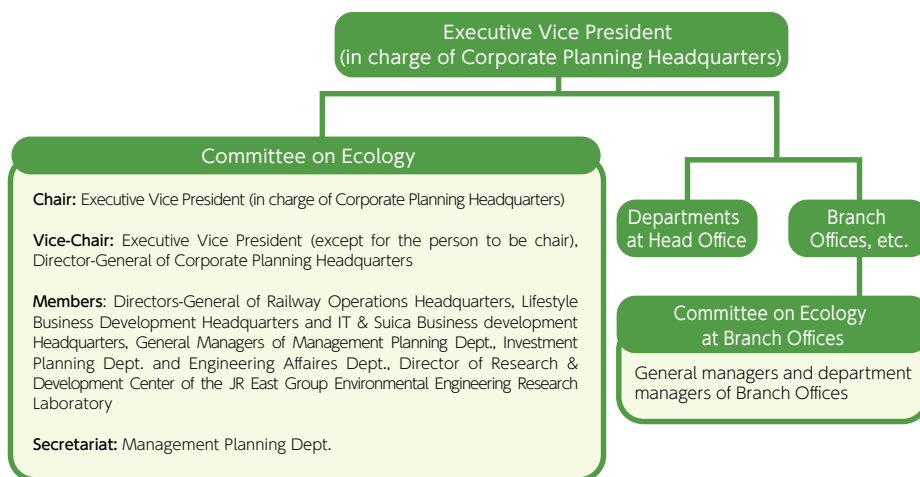 Executive Vice President
(in charge of Corporate Planning Headquarters)
Committee on Ecology
Chair: Executive Vice President (in charge of Corporate Planning Headquarters)
Vice-Chair: Executive Vice President (except for the person to be chair),
Director-General of Corporate Planning Headquarters
Members: Directors-General of Railway Operations Headquarters, Lifestyle
Business Development Headquarters and IT & Suica Business development
Headquarters, General Managers of Management Planning Dept., Investment
Planning Dept. and Engineering Affaires Dept., Director of Research &
Development Center of the JR East Group Environmental Engineering Research
Laboratory
Secretariat: Management Planning Dept.
Departments
at Head Office
Branch
Offices, etc.
Committee on Ecology
at Branch Offices
General managers and department
managers of Branch Offices